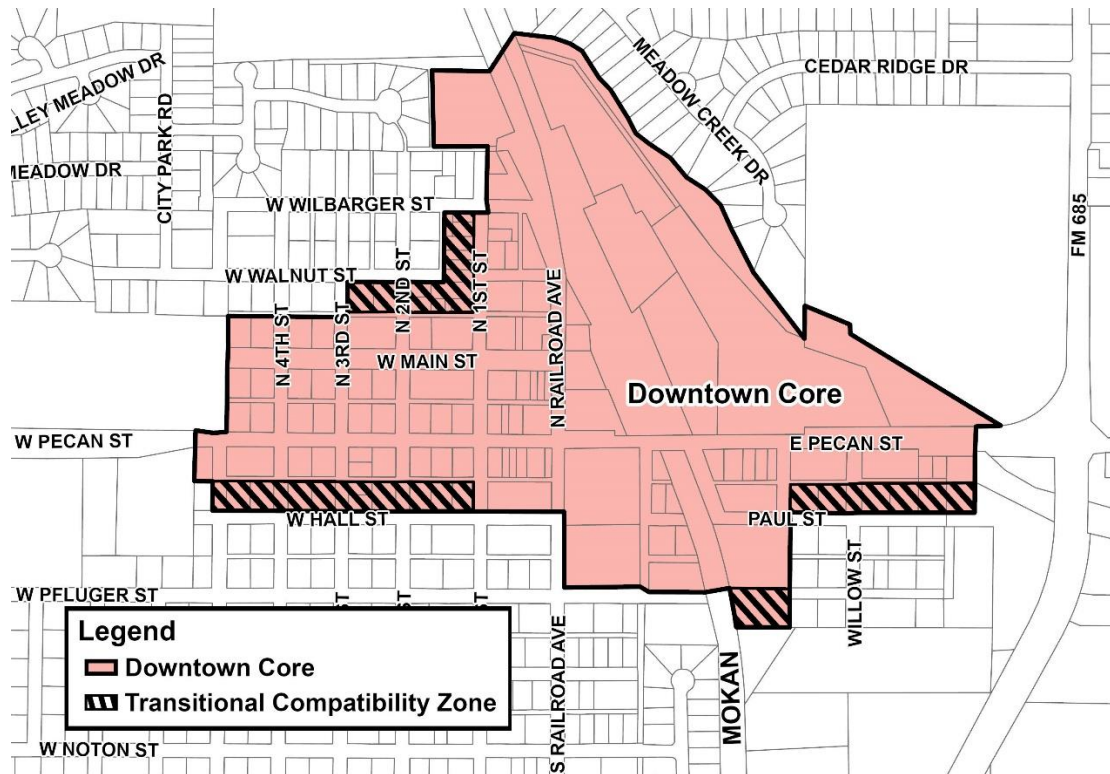 MEADOW CREEK DR
CEDAR RIDGE DR
LLEY MEADOW DR
CITY PARK RD
MEADOW DR
W WILBARGER ST
FM 685
W WALNUT ST
N 2ND ST
N 1ST ST
N 4TH ST
N 3RD ST
N RAILROAD AVE
W MAIN ST
Downtown Core
W PECAN ST
E PECAN ST
W HALL ST
PAUL ST
WILLOW ST
W PFLUGER ST
ST
ST
ST
Legend
Downtown Core
Transitional Compatibility Zone
S RAILROAD AVE
MOKAN
W NOTON ST